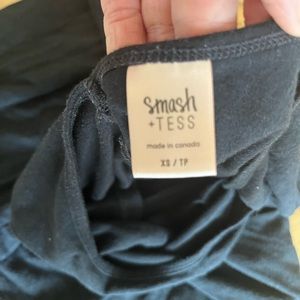 smash
+TESS
made in canada
XS / TP